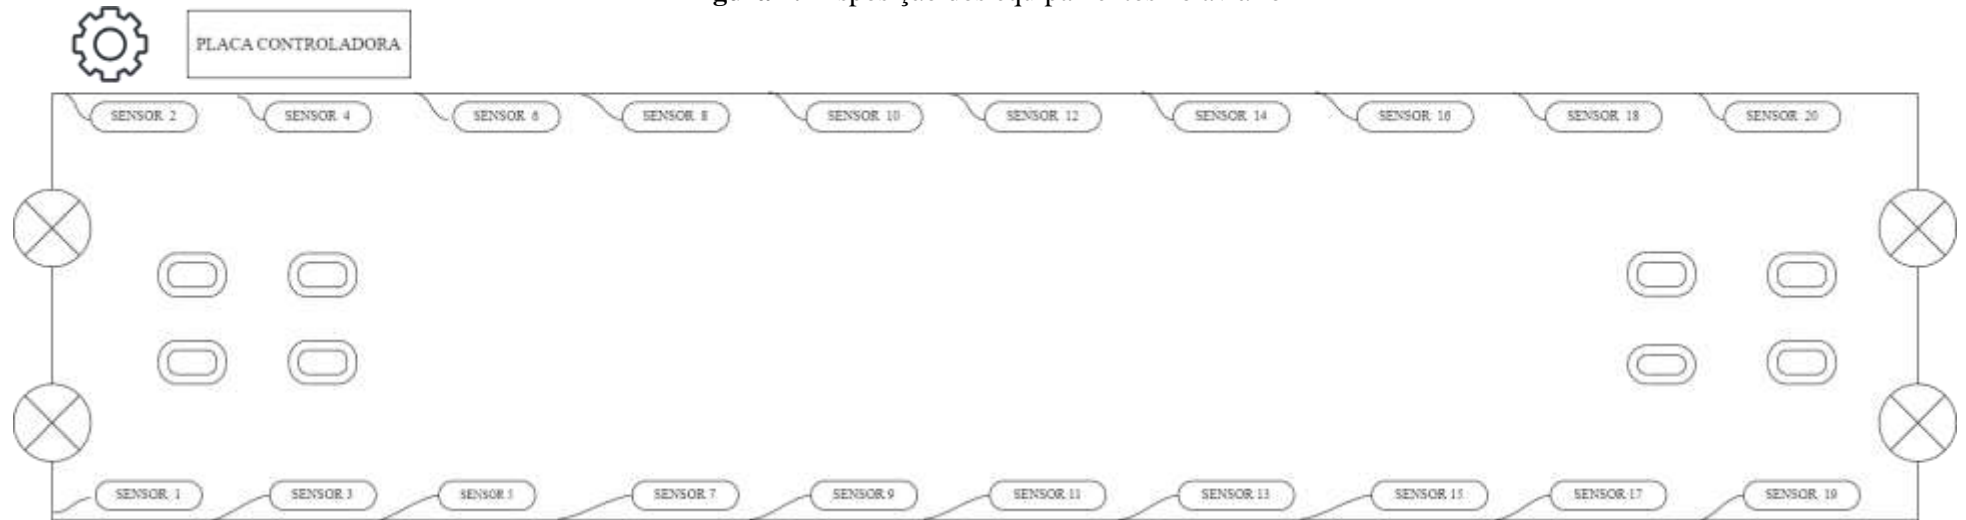 PLACA CONTROLADORA
SENSOR 2
SENSOR 4
SENSOR 6
SENSOR 8
SENSOR 10
SENSOR 12
SENSOR 14
SENSOR 16
SENSOR 18
SENSOR 20
SENSOR 1
SENSOR 3
SENSOR 5
SENSOR 7
SENSOR 9
SENSOR 11
SENSOR 13
SENSOR 15
SENSOR 17
SENSOR 19